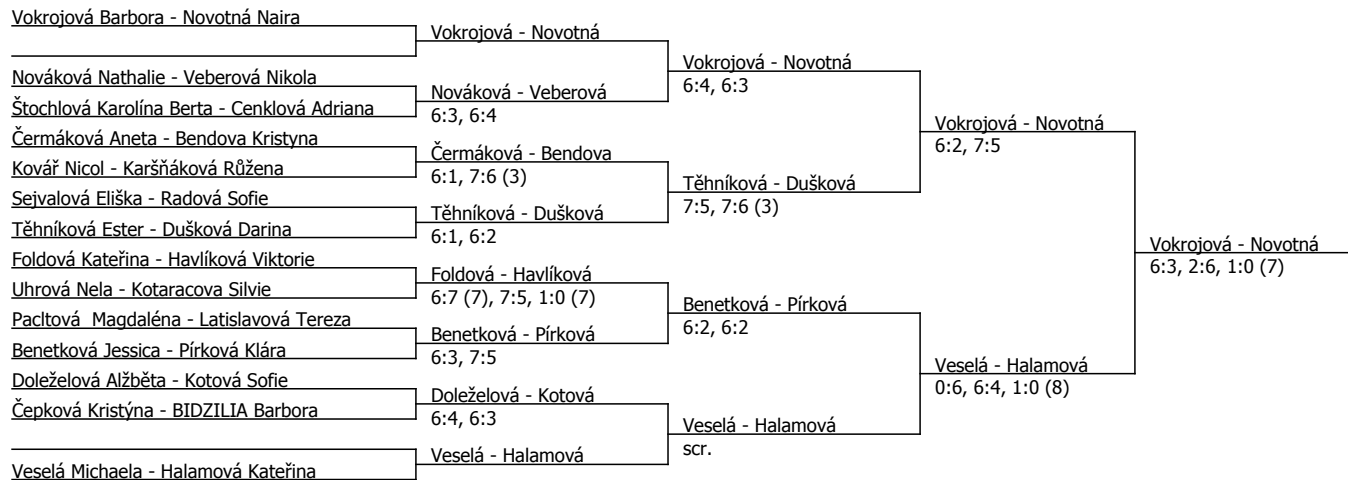 Vokrojová Barbora - Novotná Naira
Nováková Nathalie - Veberová Nikola
Štochlová Karolína Berta - Cenklová Adriana
Čermáková Aneta - Bendova Kristyna
Kovář Nicol - Karšňáková Růžena
Sejvalová Eliška - Radová Sofie
Těhníková Ester - Dušková Darina
Foldová Kateřina - Havlíková Viktorie
Uhrová Nela - Kotaracova Silvie
Pacltová  Magdaléna - Latislavová Tereza
Benetková Jessica - Pírková Klára
Doleželová Alžběta - Kotová Sofie
Čepková Kristýna - BIDZILIA Barbora
Veselá Michaela - Halamová Kateřina
Vokrojová - Novotná
Nováková - Veberová
6:3, 6:4
Čermáková - Bendova
6:1, 7:6 (3)
Těhníková - Dušková
6:1, 6:2
Foldová - Havlíková
6:7 (7), 7:5, 1:0 (7)
Benetková - Pírková
6:3, 7:5
Doleželová - Kotová
6:4, 6:3
Veselá - Halamová
Vokrojová - Novotná
6:4, 6:3
Těhníková - Dušková
7:5, 7:6 (3)
Benetková - Pírková
6:2, 6:2
Veselá - Halamová
scr.
Vokrojová - Novotná
6:2, 7:5
Veselá - Halamová
0:6, 6:4, 1:0 (8)
Vokrojová - Novotná
6:3, 2:6, 1:0 (7)